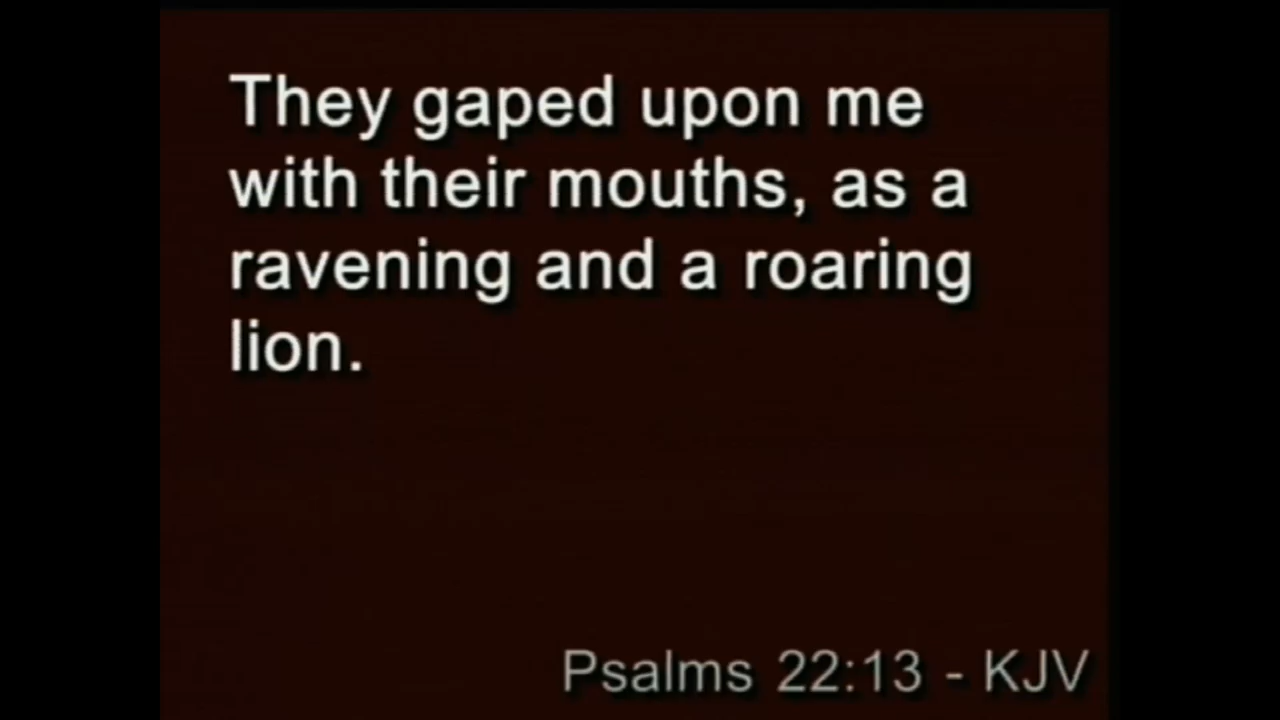 They gaped upon me
with their mouths, as a
ravening and a roaring
lion.
Psalms 22:13 - KJV